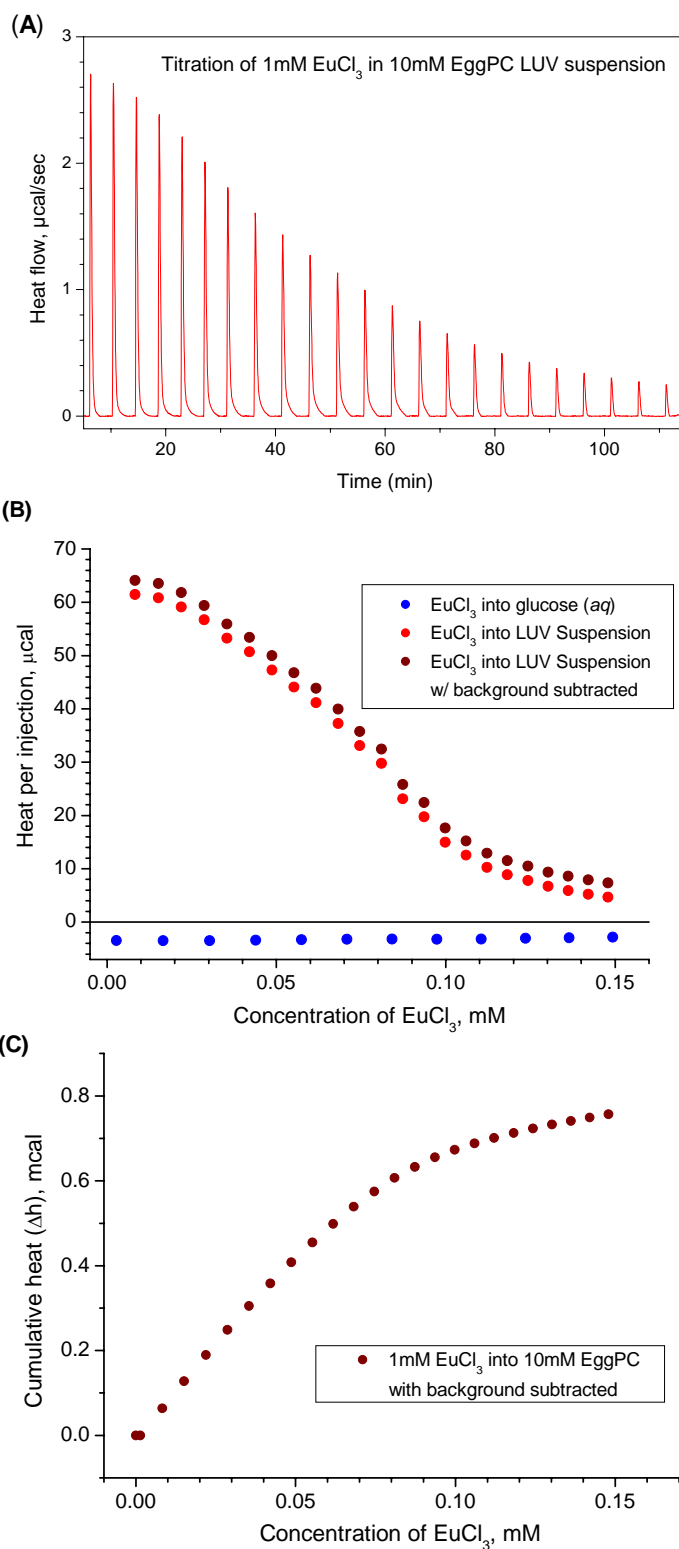 (A)
3
Titration of 1mM EuCl₃ in 10mM EggPC LUV suspension
2
1
0
Heat flow, µcal/sec
20 40 60 80 100
Time (min)
(B)
70
60
50
40
30
20
10
0
Heat per injection, µcal
EuCl₃ into glucose (aq)
EuCl₃ into LUV Suspension
EuCl₃ into LUV Suspension
w/ background subtracted
0.00 0.05 0.10 0.15
Concentration of EuCl₃, mM
(C)
0.8
0.6
0.4
0.2
0.0
Cumulative heat (Δh), mcal
1mM EuCl₃ into 10mM EggPC
with background subtracted
0.00 0.05 0.10 0.15
Concentration of EuCl₃, mM